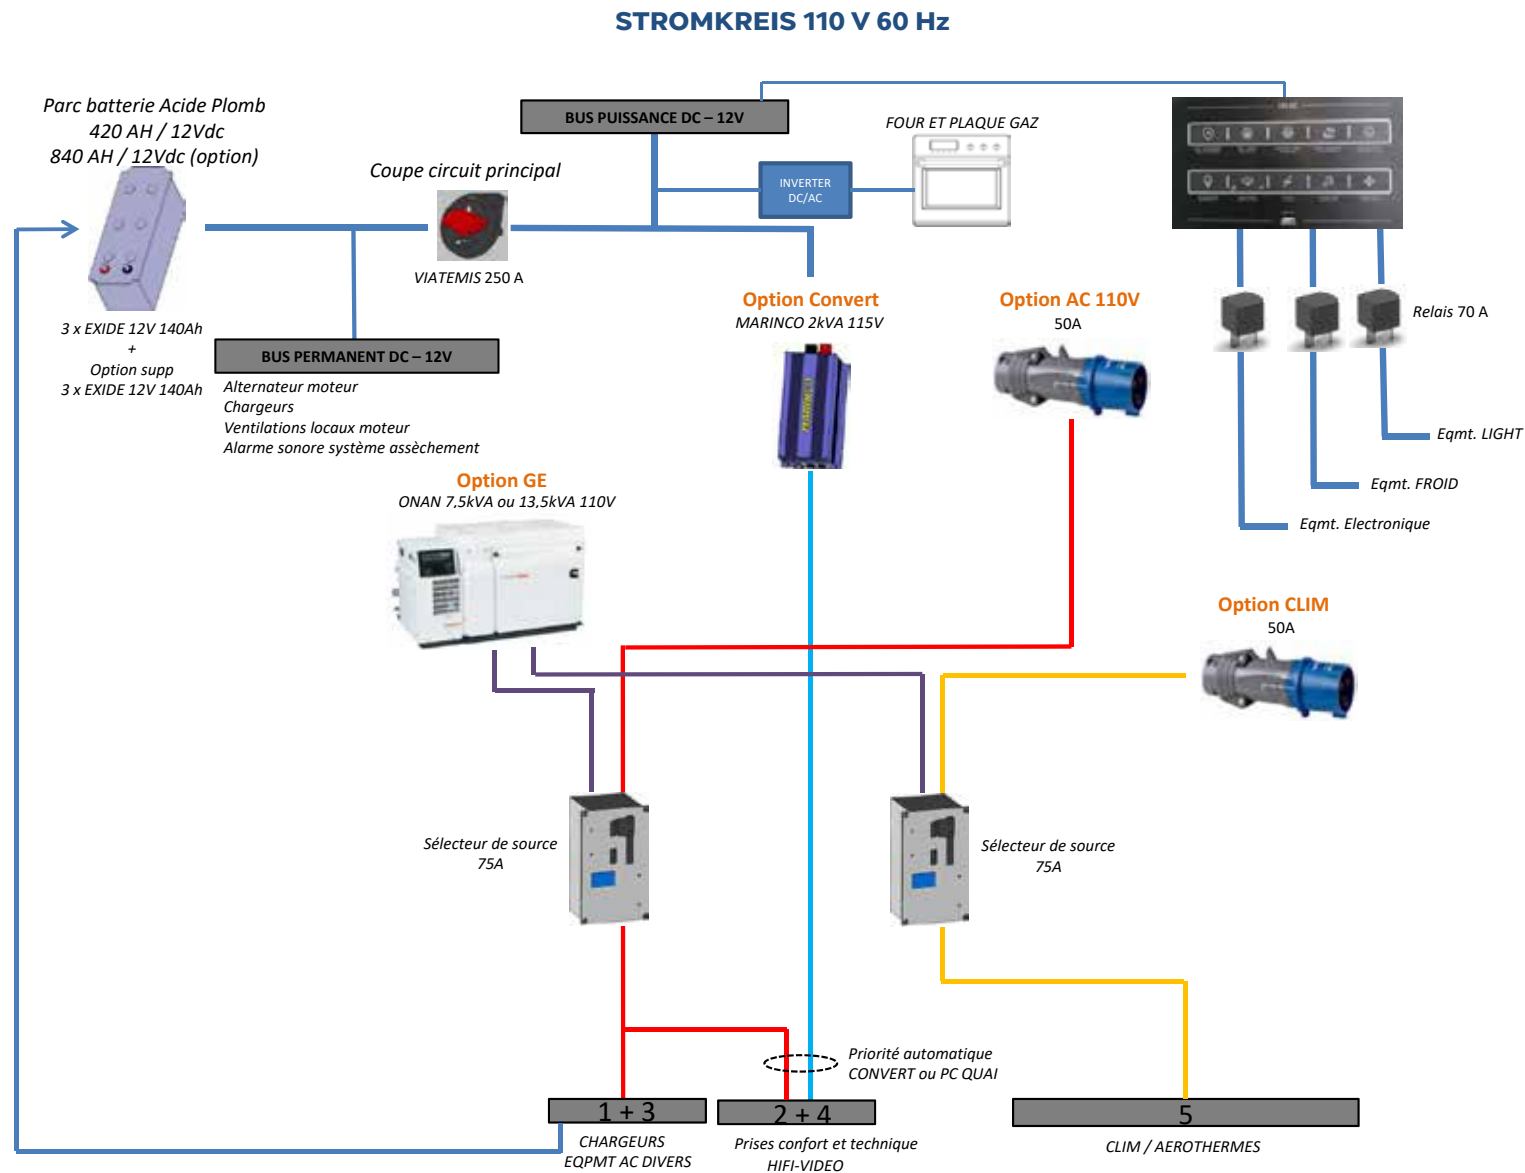 STROMKREIS 110 V 60 Hz
Parc batterie Acide Plomb
420 AH / 12Vdc
840 AH / 12Vdc (option)
BUS PUISSANCE DC – 12V
FOUR ET PLAQUE GAZ
Coupe circuit principal
INVERTER
DC/AC
VIATEMIS 250 A
3 x EXIDE 12V 140Ah
+
Option supp
3 x EXIDE 12V 140Ah
BUS PERMANENT DC – 12V
Alternateur moteur
Chargeurs
Ventilations locaux moteur
Alarme sonore système assèchement
Option Convert
MARINCO 2kVA 115V
Option AC 110V
50A
Relais 70 A
Eqmt. LIGHT
Eqmt. FROID
Eqmt. Electronique
Option GE
ONAN 7,5kVA ou 13,5kVA 110V
Option CLIM
50A
Sélecteur de source
75A
Sélecteur de source
75A
Priorité automatique
CONVERT ou PC QUAI
1 + 3
CHARGEURS
EQPMT AC DIVERS
2 + 4
Prises confort et technique
HIFI-VIDEO
5
CLIM / AEROTHERMES